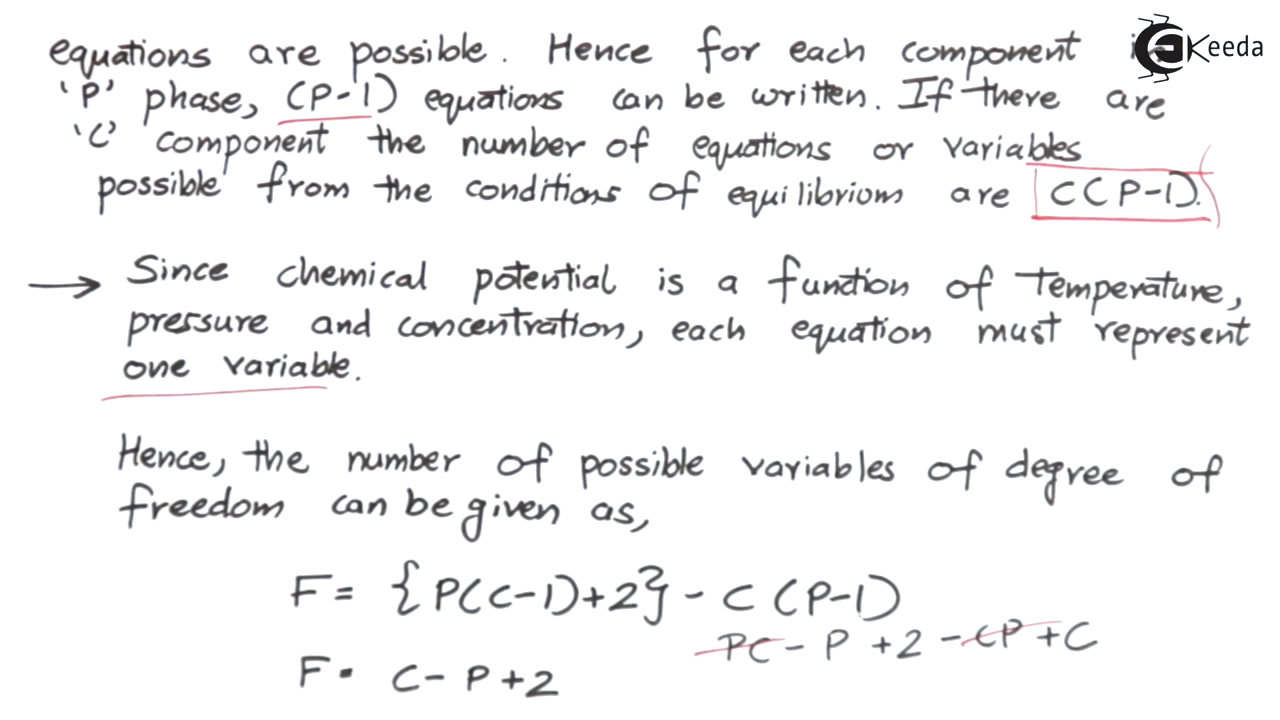 equations are possible. Hence for each component in
'P' phase, (P-1) equations can be written. If there are
'C' component the number of equations or variables
possible from the conditions of equilibrium are C(P-1).
→ Since chemical potential is a function of Temperature,
pressure and concentration, each equation must represent
one variable.
Hence, the number of possible variables of degree of
freedom can be given as,
F = {P(C-1)+2} - C (P-1)
PC - P +2 - CP + C
F = C - P + 2
eKeeda